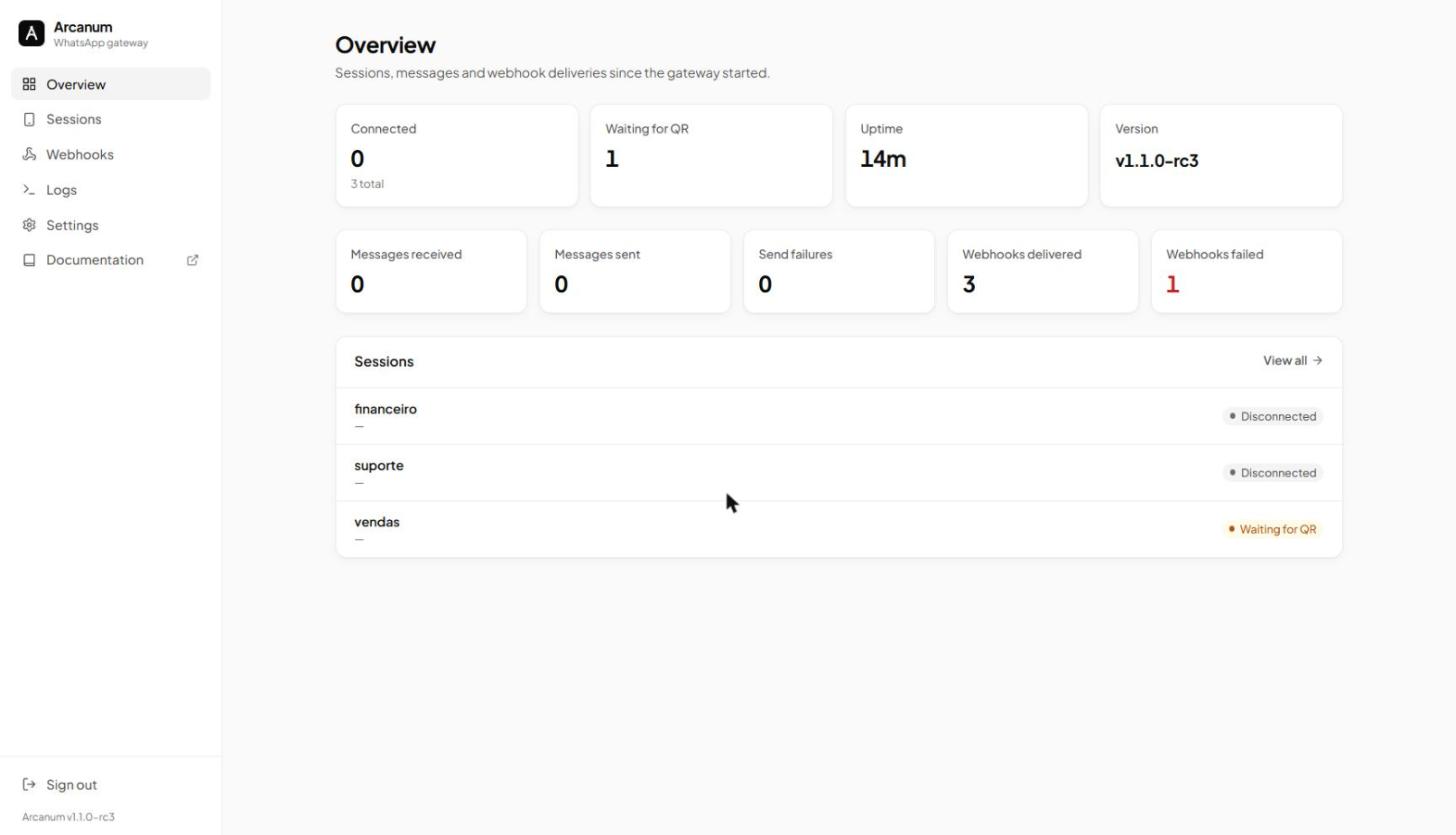 Arcanum
WhatsApp gateway
Overview
Sessions
Webhooks
Logs
Settings
Documentation
Sign out
Arcanum v1.1.0-rc3
Overview
Sessions, messages and webhook deliveries since the gateway started.
Connected
0
3 total
Waiting for QR
1
Uptime
14m
Version
v1.1.0-rc3
Messages received
0
Messages sent
0
Send failures
0
Webhooks delivered
3
Webhooks failed
1
Sessions
View all →
financeiro
—
Disconnected
suporte
—
Disconnected
vendas
—
Waiting for QR